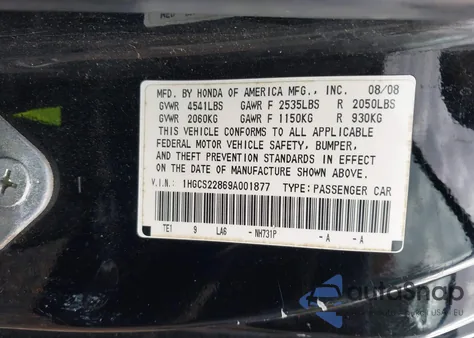 MFD. BY HONDA OF AMERICA MFG., INC. 08/08
GVWR 4541LBS GAWR F 2535LBS R 2050LBS
GVWR 2060KG GAWR F 1150KG R 930KG
THIS VEHICLE CONFORMS TO ALL APPLICABLE
FEDERAL MOTOR VEHICLE SAFETY, BUMPER,
AND THEFT PREVENTION STANDARDS IN EFFECT
ON THE DATE OF MANUFACTURE SHOWN ABOVE.
V.I.N.: 1HGCS22869A001877 TYPE: PASSENGER CAR
TE1 9 LA6 -NH731P -A -A
autoSnap